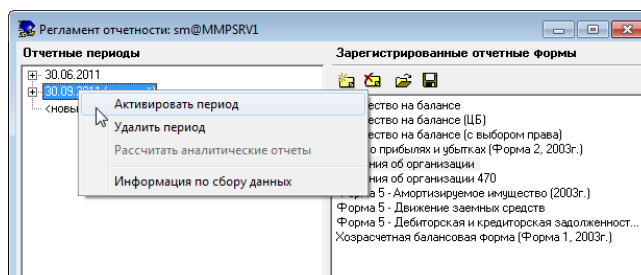 Регламент отчетности: sm@MMPSRV1
Отчетные периоды
30.06.2011
30.09.2011
<новы
Активировать период
Удалить период
Рассчитать аналитические отчеты
Информация по сбору данных
Зарегистрированные отчетные формы
ество на балансе
ество на балансе (ЦБ)
ество на балансе (с выбором права)
о прибылях и убытках (Форма 2, 2003г.)
ния об организации
ния об организации 470
Форма 5 - Амортизируемое имущество (2003г.)
Форма 5 - Движение заемных средств
Форма 5 - Дебиторская и кредиторская задолженност...
Хозрасчетная балансовая форма (Форма 1, 2003г.)